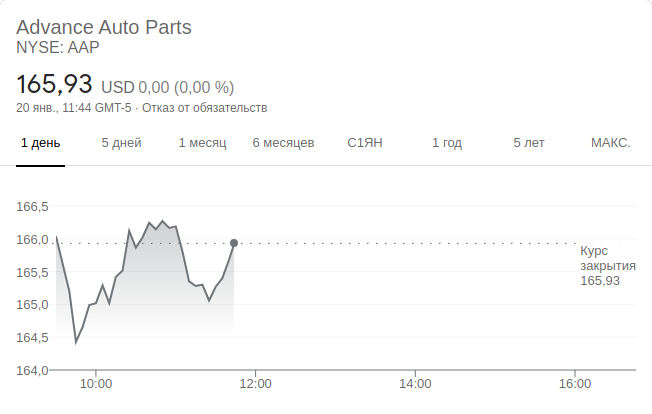 Advance Auto Parts
NYSE: AAP
165,93 USD 0,00 (0,00 %)
20 янв., 11:44 GMT-5 · Отказ от обязательств
1 день 5 дней 1 месяц 6 месяцев С1ЯН 1 год 5 лет МАКС.
166,5
166,0
Курс
закрытия
165,93
165,5
165,0
164,5
164,0
10:00 12:00 14:00 16:00